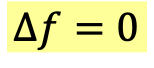 Δf = 0